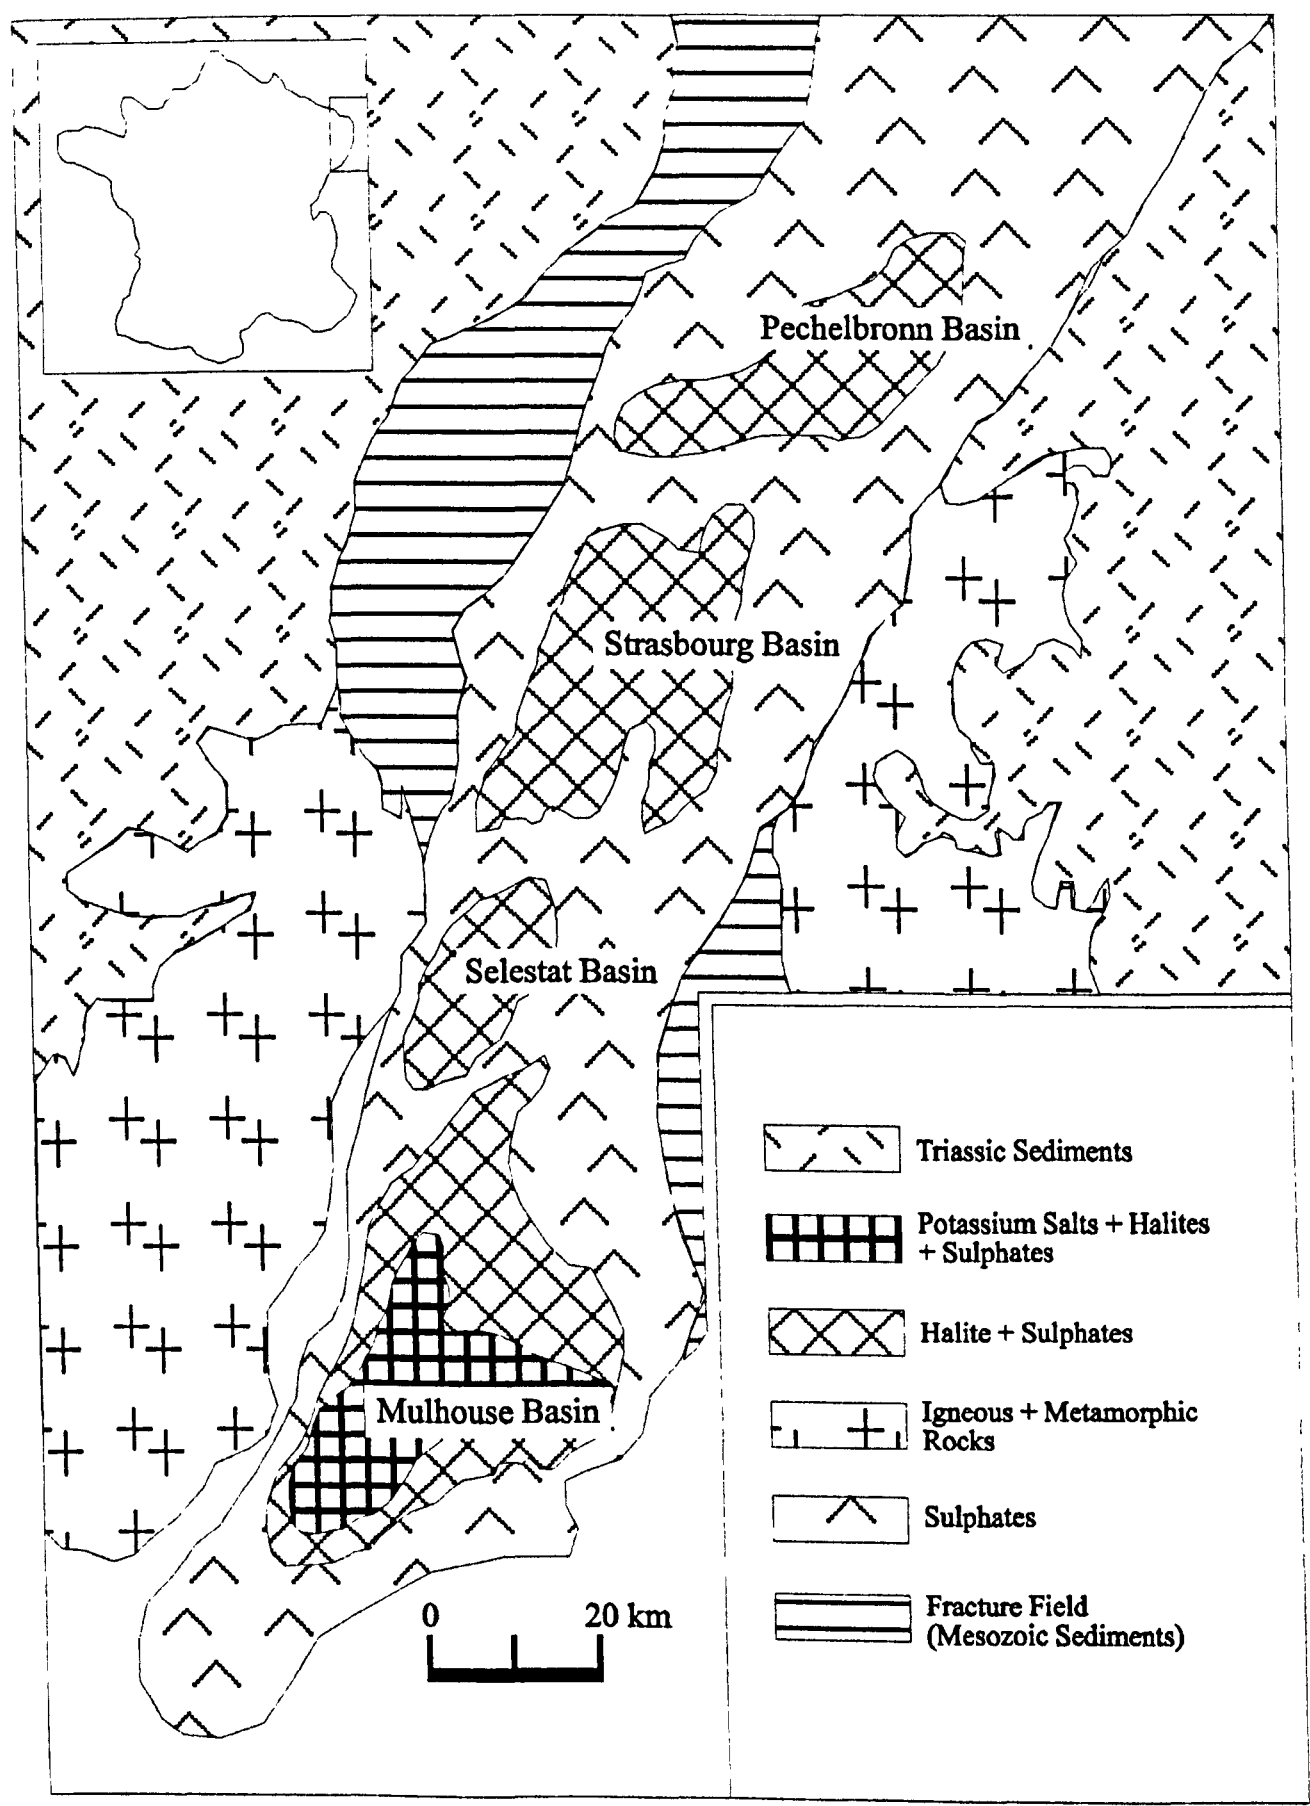 Pechelbronn Basin
Strasbourg Basin
Selestat Basin
Mulhouse Basin
0 20 km
Triassic Sediments
Potassium Salts + Halites
+ Sulphates
Halite + Sulphates
Igneous + Metamorphic
Rocks
Sulphates
Fracture Field
(Mesozoic Sediments)